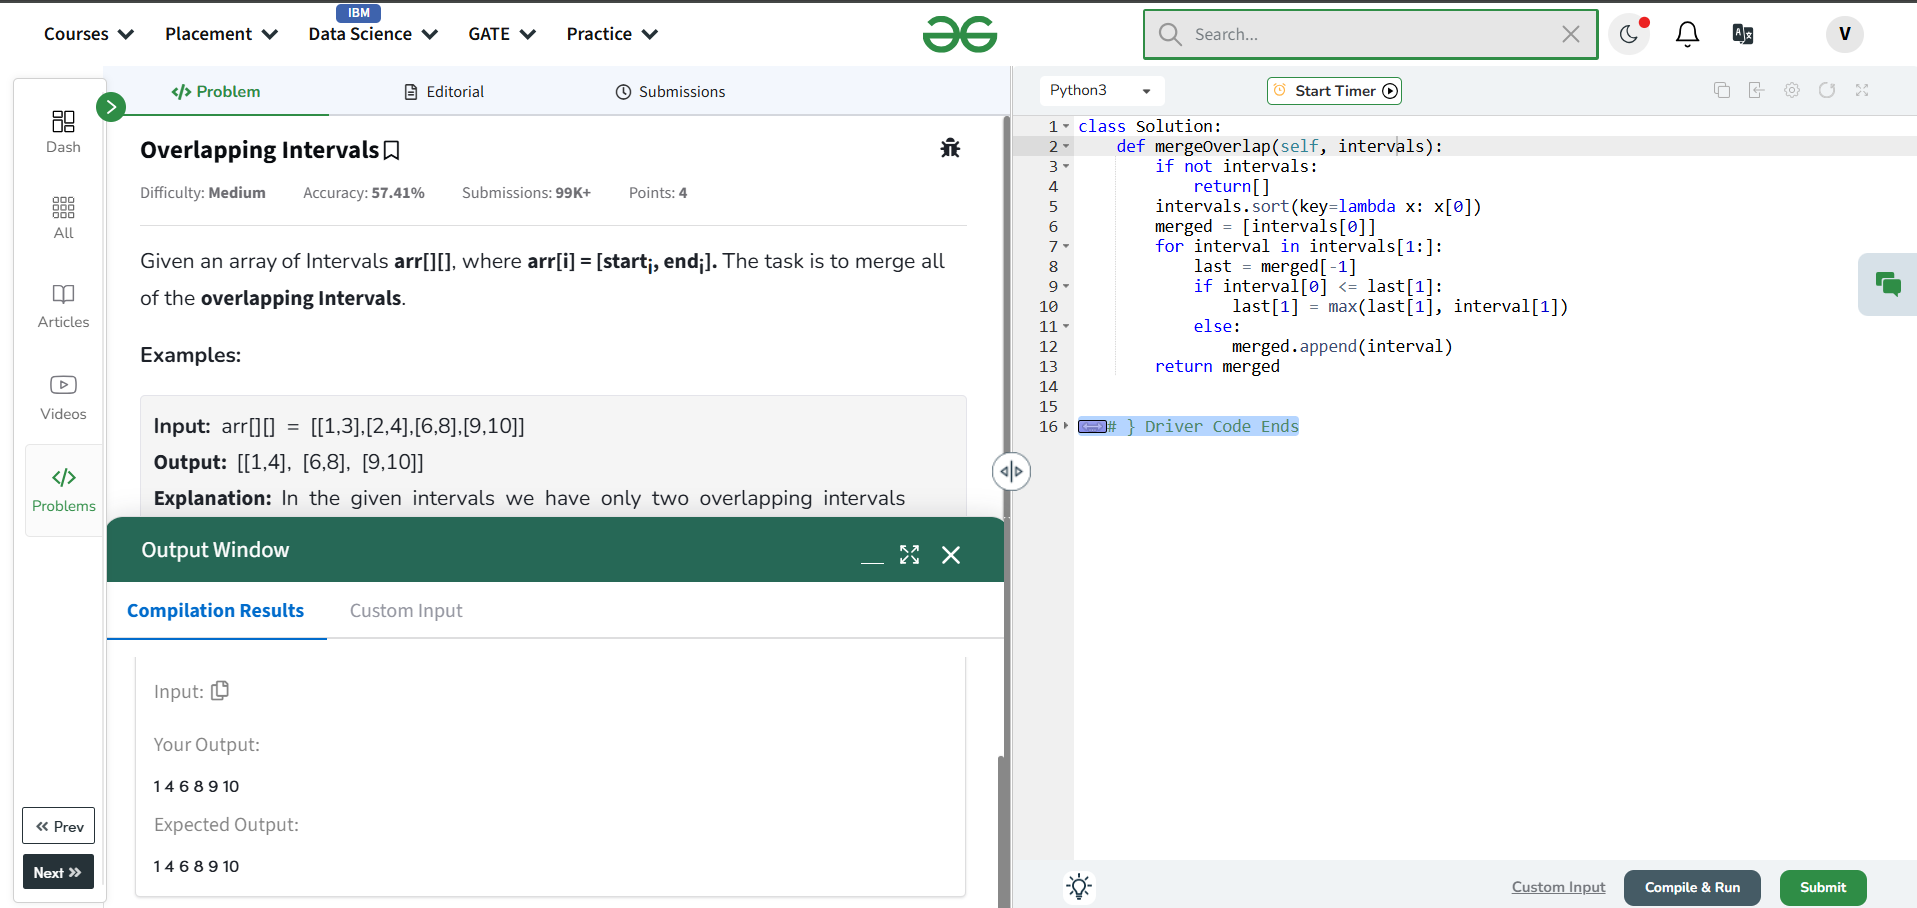 IBM
Courses Placement Data Science GATE Practice
Search...
V
Dash
All
Articles
Videos
Problems
Prev
Next
Problem Editorial Submissions
Overlapping Intervals
Difficulty: Medium Accuracy: 57.41% Submissions: 99K+ Points: 4
Given an array of Intervals arr[][], where arr[i] = [starti, endi]. The task is to merge all
of the overlapping Intervals.
Examples:
Input: arr[][] = [[1,3],[2,4],[6,8],[9,10]]
Output: [[1,4], [6,8], [9,10]]
Explanation: In the given intervals we have only two overlapping intervals
Output Window
Compilation Results Custom Input
Input:
Your Output:
1 4 6 8 9 10
Expected Output:
1 4 6 8 9 10
Python3 Start Timer
1 class Solution:
2     def mergeOverlap(self, intervals):
3         if not intervals:
4             return[]
5         intervals.sort(key=lambda x: x[0])
6         merged = [intervals[0]]
7         for interval in intervals[1:]:
8             last = merged[-1]
9             if interval[0] <= last[1]:
10                 last[1] = max(last[1], interval[1])
11             else:
12                 merged.append(interval)
13         return merged
14
15
16 # } Driver Code Ends
Custom Input Compile & Run Submit